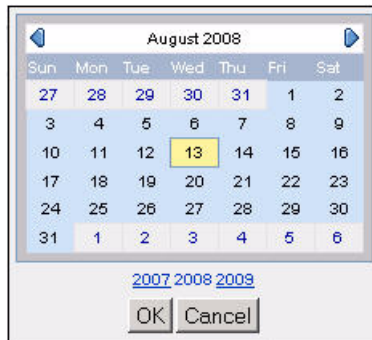 August 2008
Sun Mon Tue Wed Thu Fri Sat
27 28 29 30 31 1 2
3 4 5 6 7 8 9
10 11 12 13 14 15 16
17 18 19 20 21 22 23
24 25 26 27 28 29 30
31 1 2 3 4 5 6
2007 2008 2009
OK Cancel